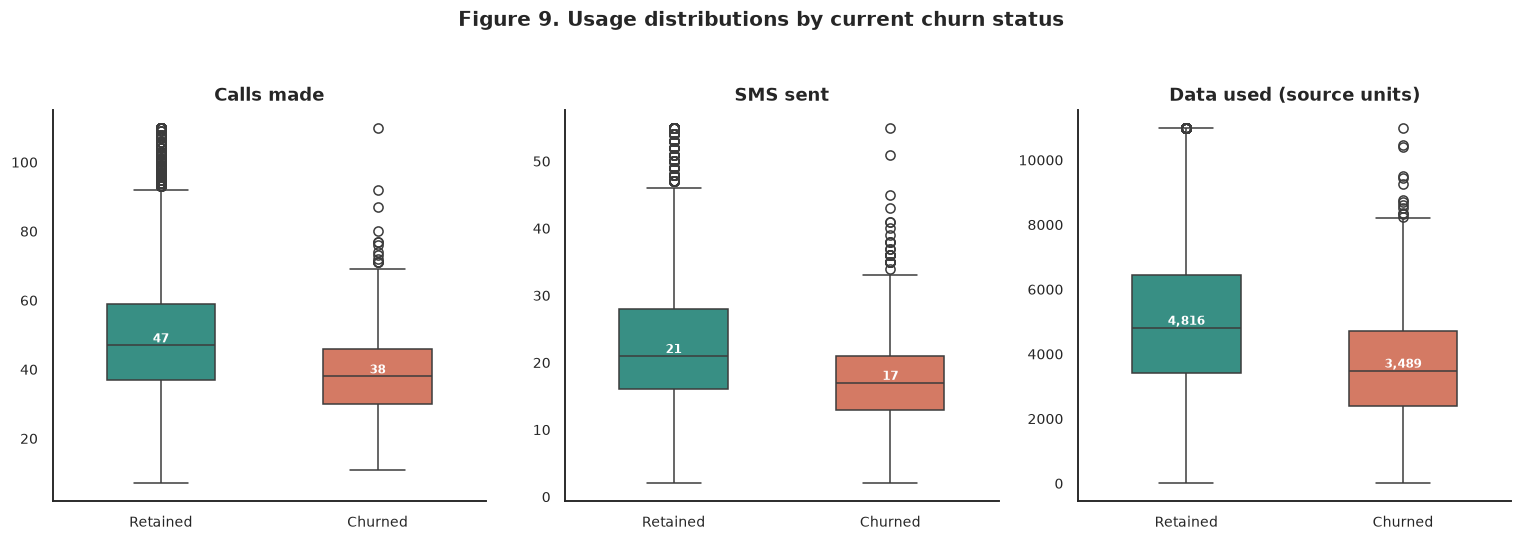 Figure 9. Usage distributions by current churn status
Calls made
100
80
60
40
20
47
38
Retained
Churned
SMS sent
50
40
30
20
10
0
21
17
Retained
Churned
Data used (source units)
10000
8000
6000
4000
2000
0
4,816
3,489
Retained
Churned